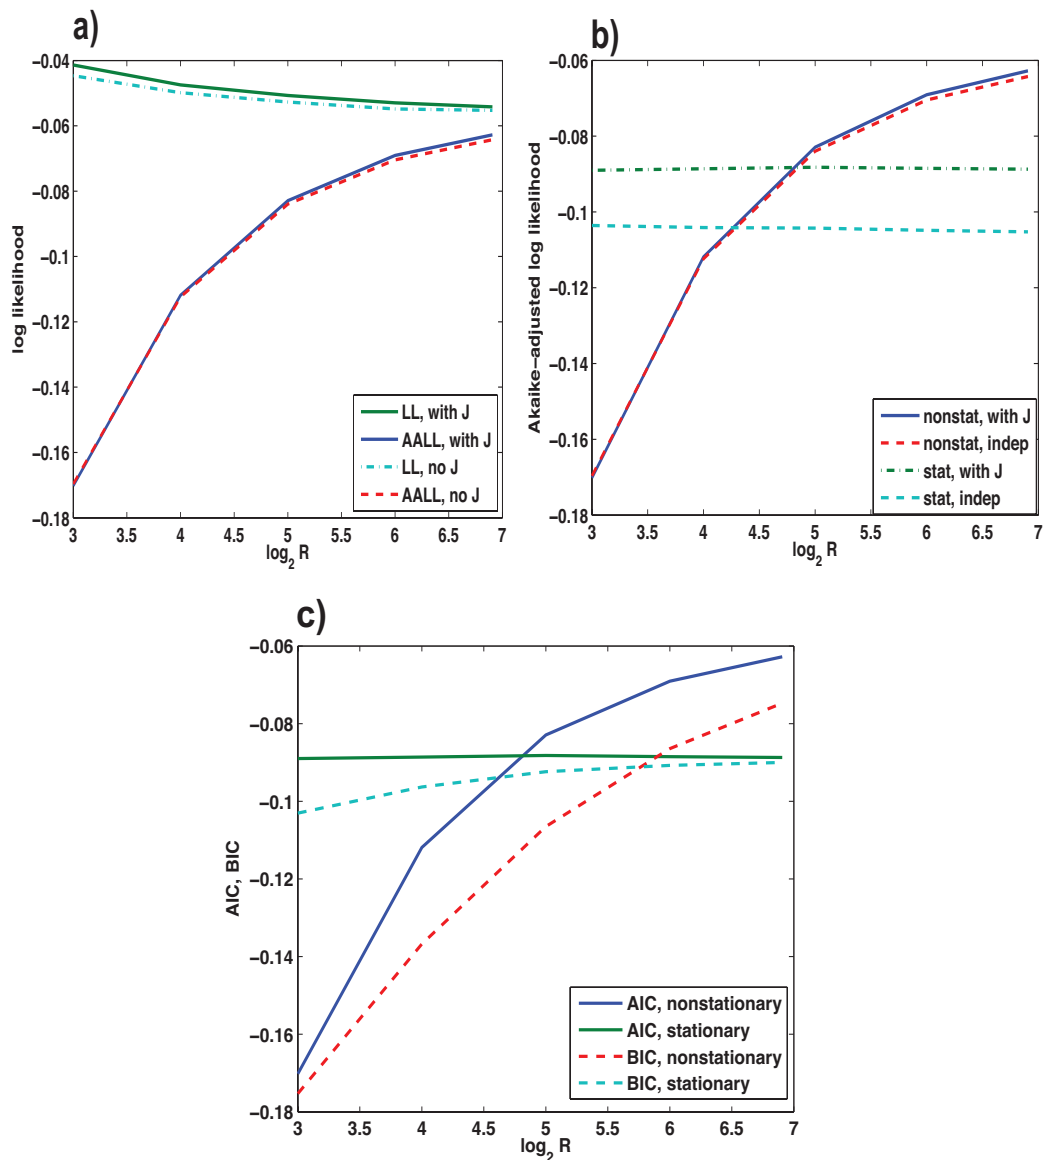 a)
log likelihood
−0.04
−0.06
−0.08
−0.1
−0.12
−0.14
−0.16
−0.18
3 3.5 4 4.5 5 5.5 6 6.5 7
log2 R
LL, with J
AALL, with J
LL, no J
AALL, no J
b)
Akaike−adjusted log likelihood
−0.06
−0.08
−0.1
−0.12
−0.14
−0.16
−0.18
3 3.5 4 4.5 5 5.5 6 6.5 7
log2 R
nonstat, with J
nonstat, indep
stat, with J
stat, indep
c)
AIC, BIC
−0.06
−0.08
−0.1
−0.12
−0.14
−0.16
−0.18
3 3.5 4 4.5 5 5.5 6 6.5 7
log2 R
AIC, nonstationary
AIC, stationary
BIC, nonstationary
BIC, stationary